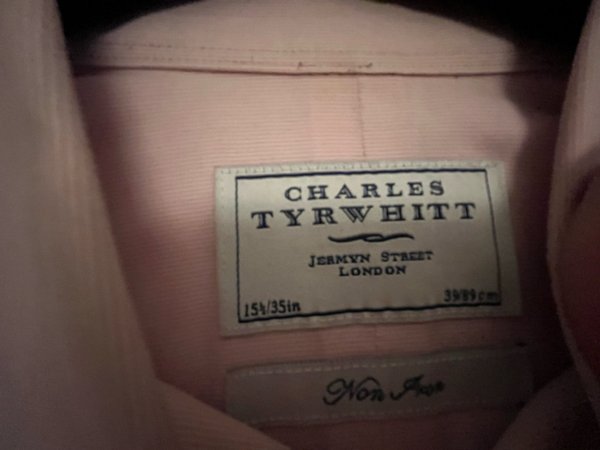 CHARLES
TYRWHITT
JERMYN STREET
LONDON
15½/35in 39/89cm
Non Iron